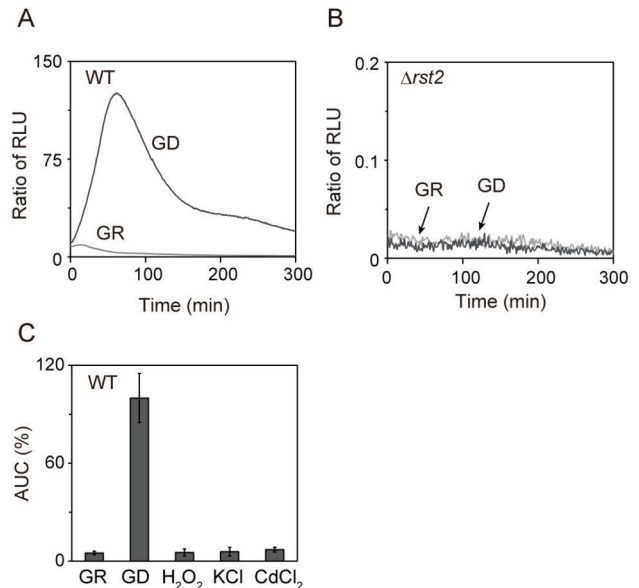 A
150
WT
75
GD
GR
0
0
100
200
300
Ratio of RLU
Time (min)
B
0.2
Δrst2
0.1
GR
GD
0
0
100
200
300
Ratio of RLU
Time (min)
C
120
WT
60
0
AUC (%)
GR GD H₂O₂ KCl CdCl₂